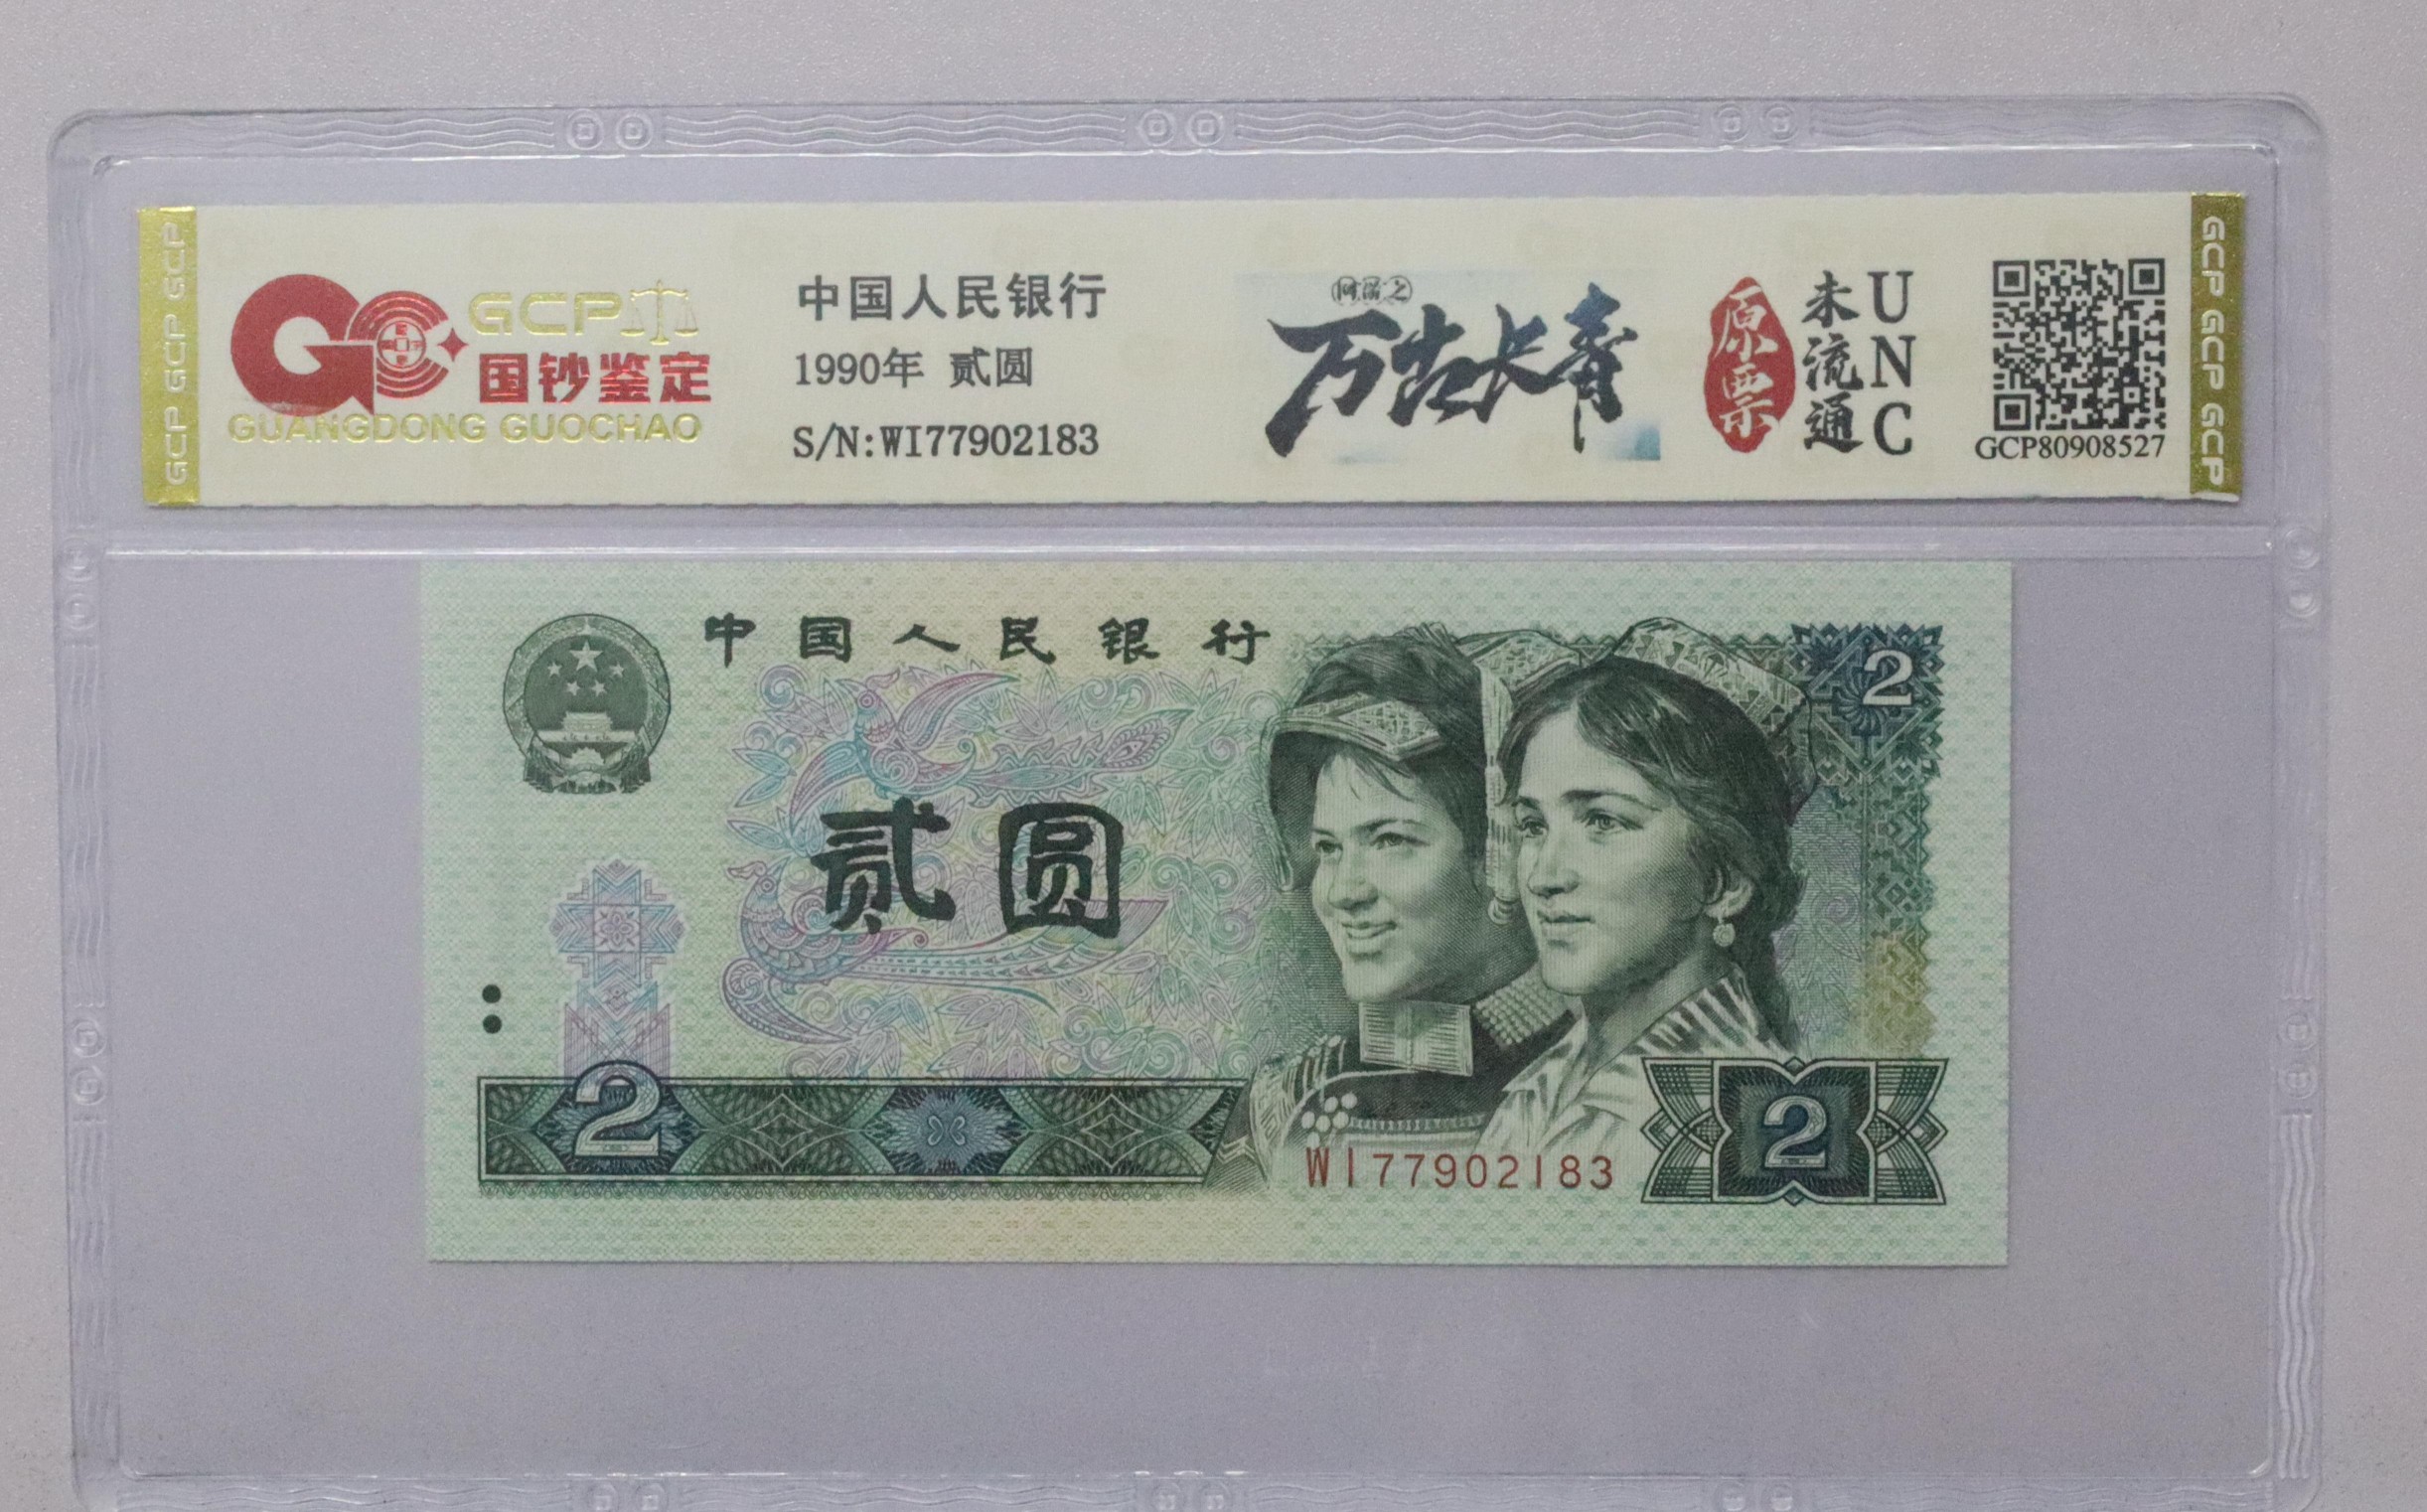 GCP GCP GCP
GCP
国钞鉴定
GUANGDONG GUOCHAO
中国人民银行
1990年 贰圆
S/N:WI77902183
万古长青
原票
未流通
UNC
GCP80908527
GCP GCP GCP
中国人民银行
2
贰圆
2
WI77902183
2